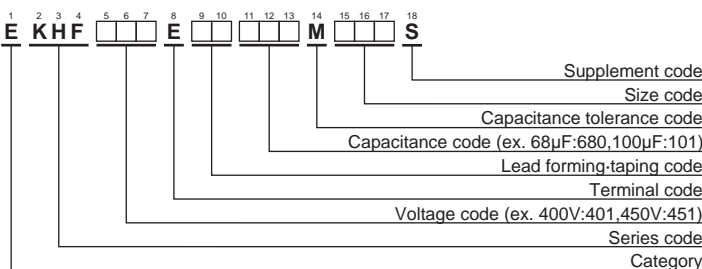 1 2 3 4 5 6 7 8 9 10 11 12 13 14 15 16 17 18
E KHF E M S
Supplement code
Size code
Capacitance tolerance code
Capacitance code (ex. 68µF:680,100µF:101)
Lead forming·taping code
Terminal code
Voltage code (ex. 400V:401,450V:451)
Series code
Category